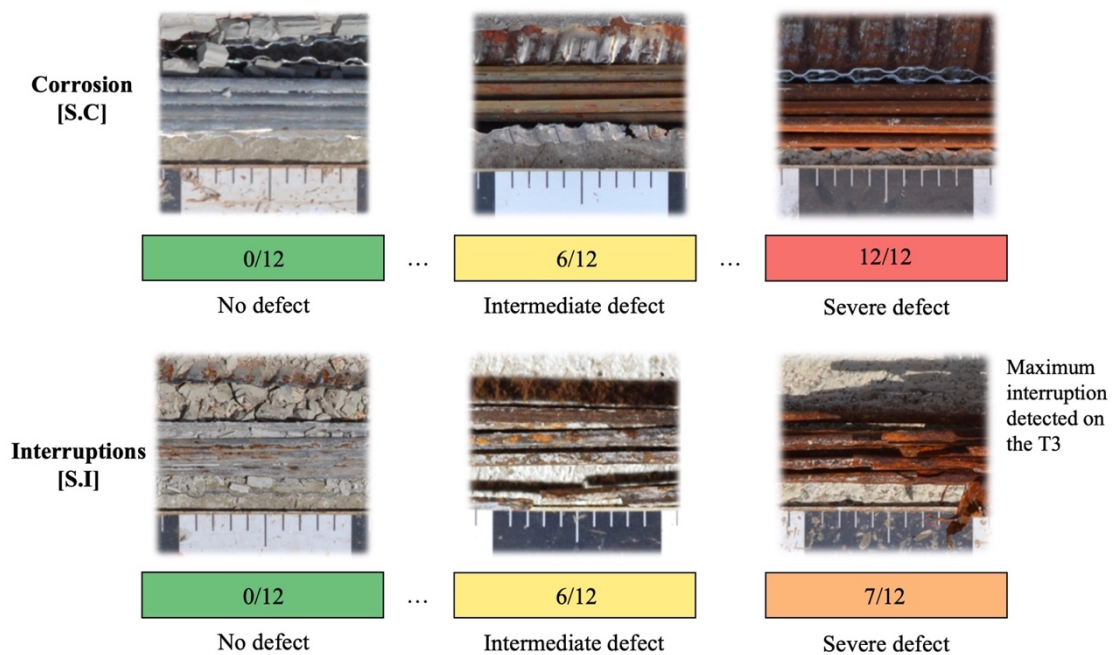 Corrosion
[S.C]
0/12
…
6/12
…
12/12
No defect
Intermediate defect
Severe defect
Interruptions
[S.I]
Maximum
interruption
detected on
the T3
0/12
…
6/12
7/12
No defect
Intermediate defect
Severe defect